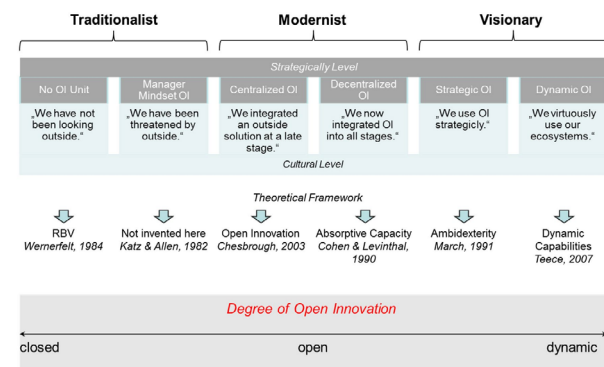 Traditionalist
Modernist
Visionary
Strategically Level
No OI Unit
Manager
Mindset OI
Centralized OI
Decentralized
OI
Strategic OI
Dynamic OI
„We have not
been looking
outside.“
„We have been
threatened by
outside.“
„We integrated
an outside
solution at a late
stage.“
„We now
integrated OI
into all stages.“
„We use OI
strategicly.“
„We virtuously
use our
ecosystems.“
Cultural Level
Theoretical Framework
RBV
Wernerfelt, 1984
Not invented here
Katz & Allen, 1982
Open Innovation
Chesbrough, 2003
Absorptive Capacity
Cohen & Levinthal,
1990
Ambidexterity
March, 1991
Dynamic
Capabilities
Teece, 2007
Degree of Open Innovation
closed
open
dynamic